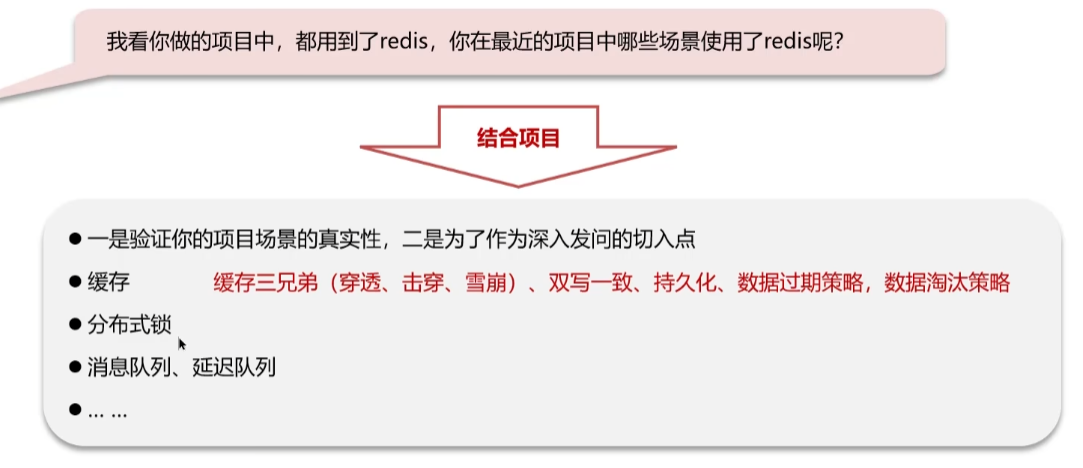 我看你做的项目中，都用到了redis，你在最近的项目中哪些场景使用了redis呢？
结合项目
● 一是验证你的项目场景的真实性，二是为了作为深入发问的切入点
● 缓存 缓存三兄弟（穿透、击穿、雪崩）、双写一致、持久化、数据过期策略，数据淘汰策略
● 分布式锁
● 消息队列、延迟队列
● … …